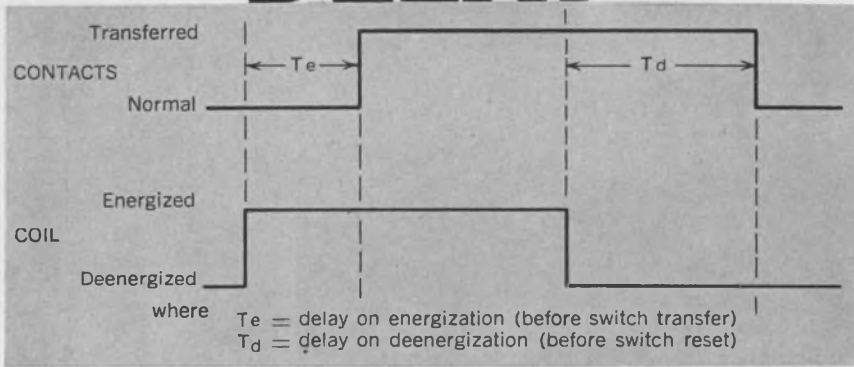 Transferred
Te
Td
CONTACTS
Normal
Energized
COIL
Deenergized
where
Te = delay on energization (before switch transfer)
Td = delay on deenergization (before switch reset)